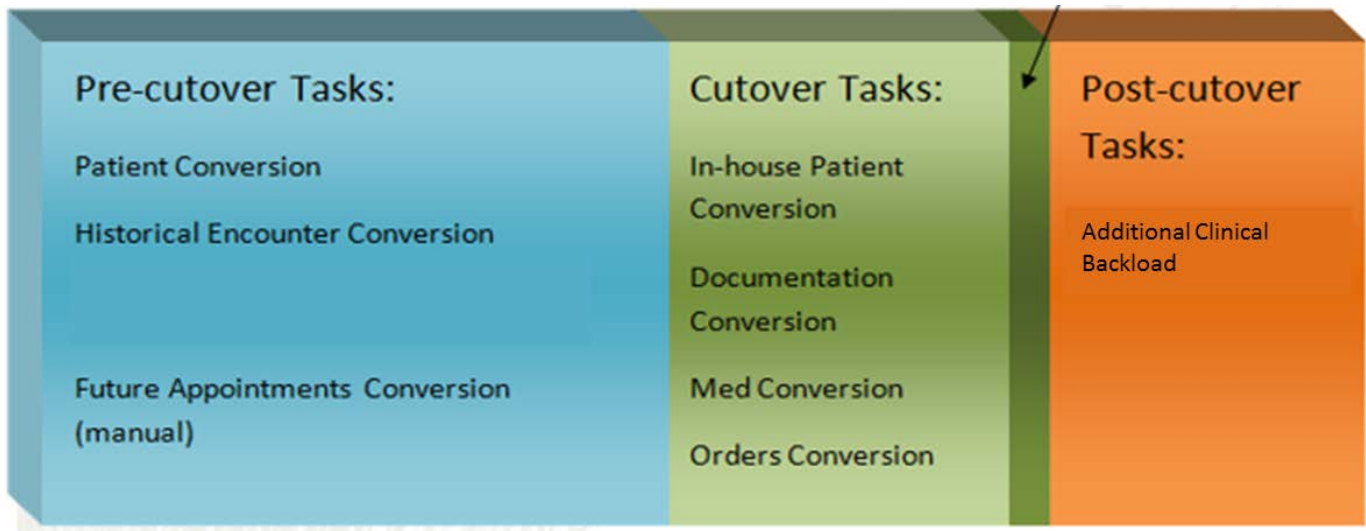 Pre-cutover Tasks:
Patient Conversion
Historical Encounter Conversion
Future Appointments Conversion
(manual)
Cutover Tasks:
In-house Patient
Conversion
Documentation
Conversion
Med Conversion
Orders Conversion
Post-cutover
Tasks:
Additional Clinical
Backload